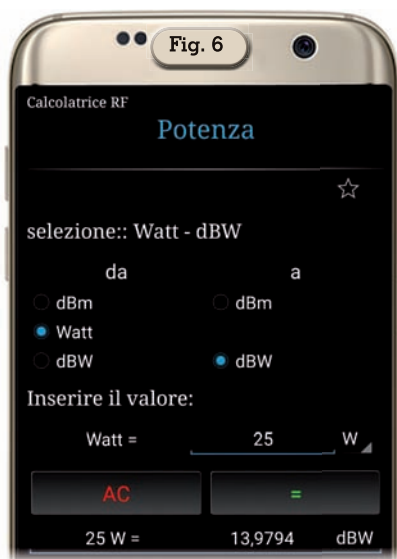 Fig. 6
Calcolatrice RF
Potenza
selezione:: Watt - dBW
da a
dBm dBm
Watt
dBW dBW
Inserire il valore:
Watt = 25 W
AC =
25 W = 13,9794 dBW